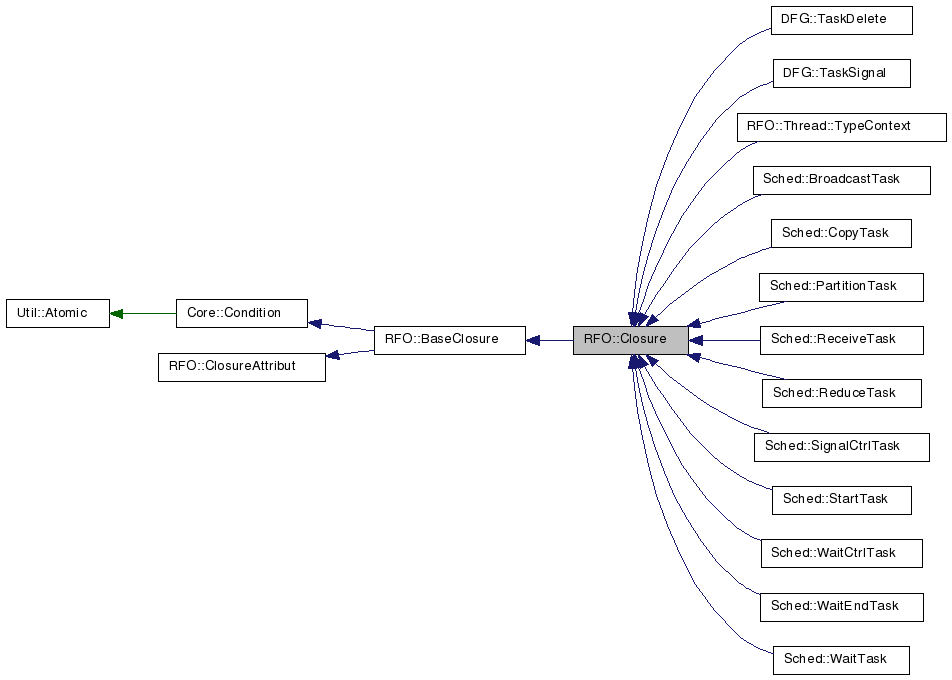 DFG::TaskDelete
DFG::TaskSignal
RFO::Thread::TypeContext
Sched::BroadcastTask
Sched::CopyTask
Sched::PartitionTask
Util::Atomic
Core::Condition
RFO::BaseClosure
RFO::Closure
Sched::ReceiveTask
RFO::ClosureAttribut
Sched::ReduceTask
Sched::SignalCtrlTask
Sched::StartTask
Sched::WaitCtrlTask
Sched::WaitEndTask
Sched::WaitTask